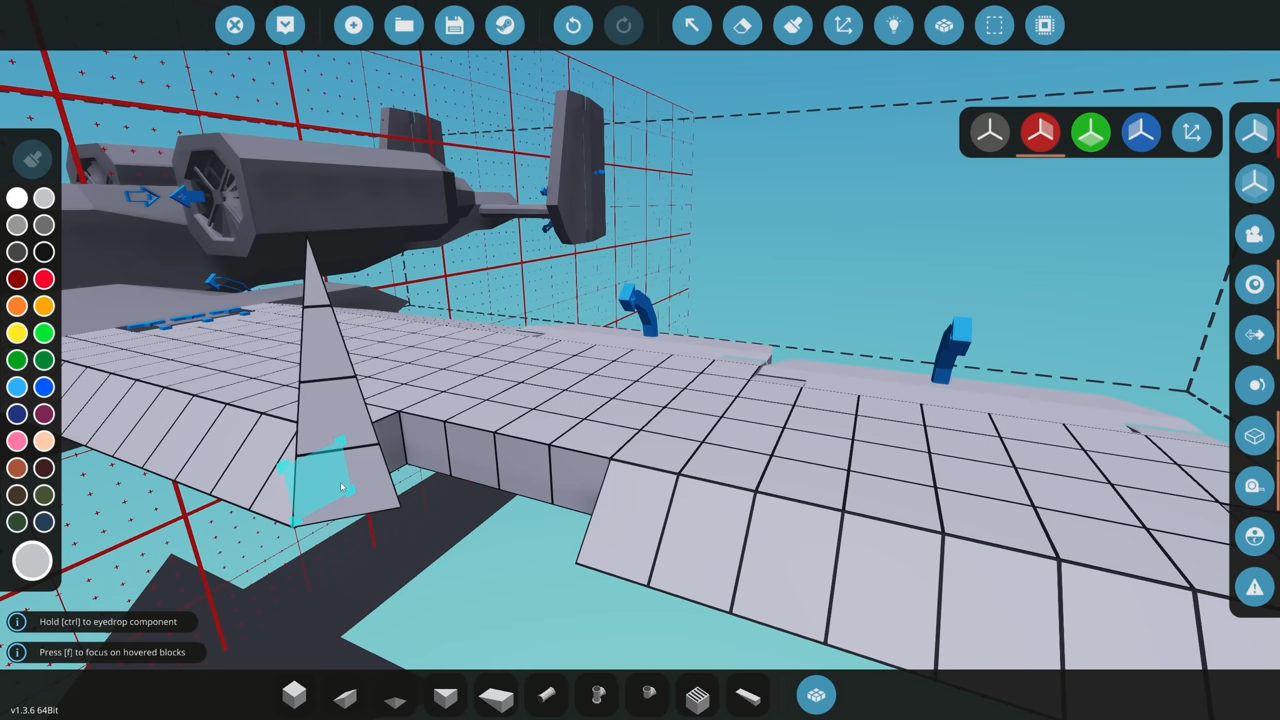 Hold [ctrl] to eyedrop component
Press [f] to focus on hovered blocks
v1.3.6 64Bit